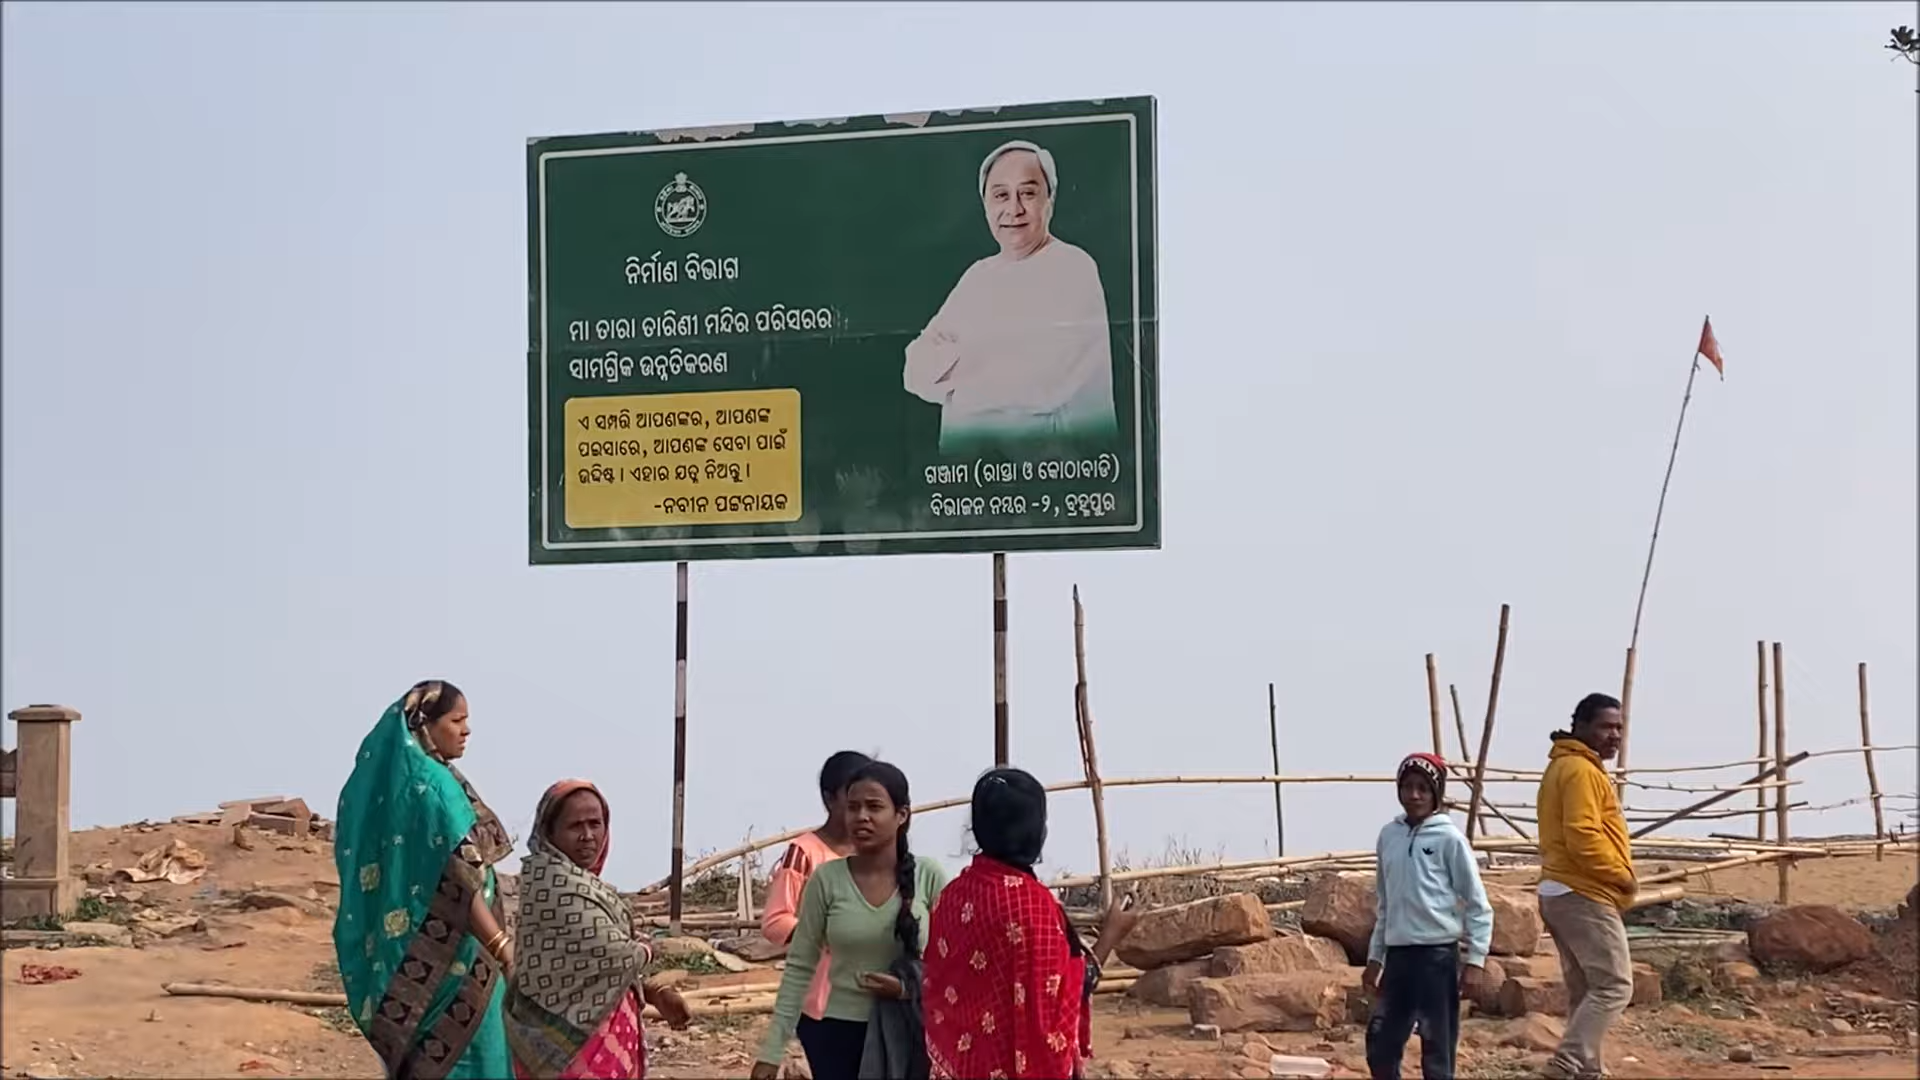 ନିର୍ମାଣ ବିଭାଗ
ମା ତାରା ତାରିଣୀ ମନ୍ଦିର ପରିସରର
ସାମଗ୍ରିକ ଉନ୍ନତିକରଣ
ଏ ସମ୍ପତ୍ତି ଆପଣଙ୍କର, ଆପଣଙ୍କ
ପଇସାରେ, ଆପଣଙ୍କ ସେବା ପାଇଁ
ଉଦ୍ଦିଷ୍ଟ । ଏହାର ଯତ୍ନ ନିଅନ୍ତୁ ।
-ନବୀନ ପଟ୍ଟନାୟକ
ଗଞ୍ଜାମ (ରାସ୍ତା ଓ କୋଠାବାଡି)
ବିଭାଜନ ନମ୍ବର -୨, ବ୍ରହ୍ମପୁର